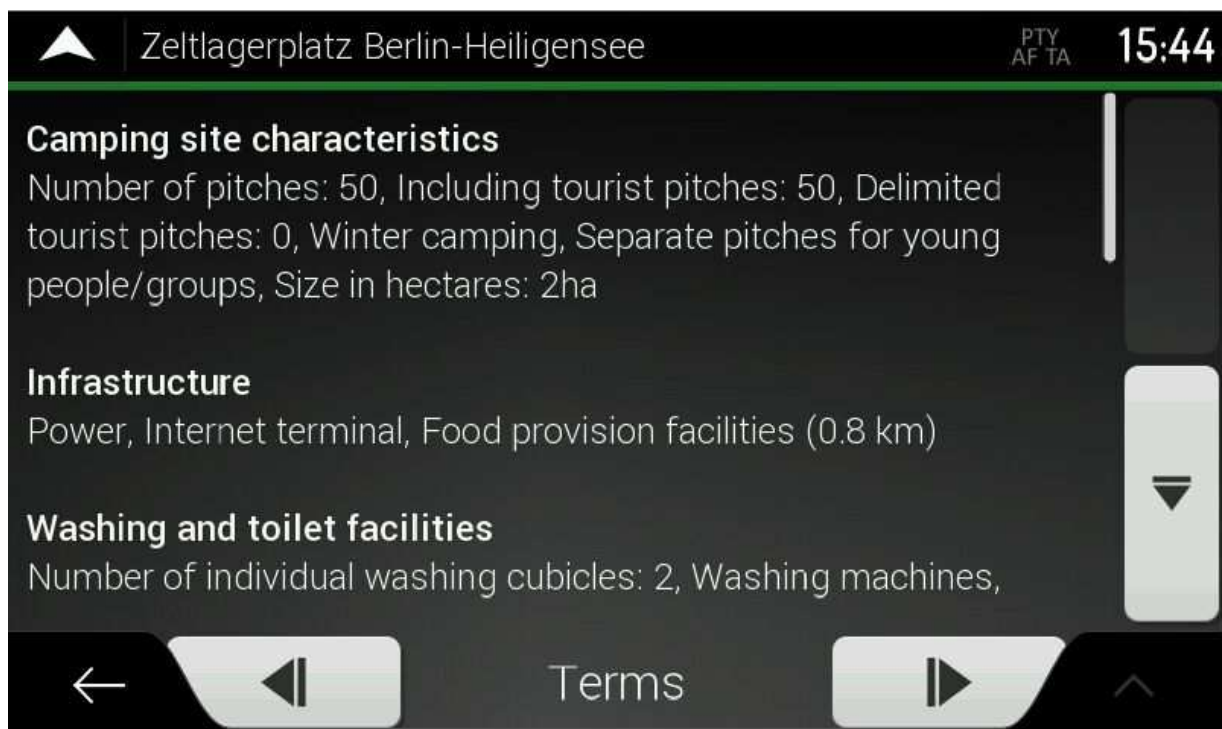 Zeltlagerplatz Berlin-Heiligensee
PTY
AF TA
15:44
Camping site characteristics
Number of pitches: 50, Including tourist pitches: 50, Delimited
tourist pitches: 0, Winter camping, Separate pitches for young
people/groups, Size in hectares: 2ha
Infrastructure
Power, Internet terminal, Food provision facilities (0.8 km)
Washing and toilet facilities
Number of individual washing cubicles: 2, Washing machines,
Terms